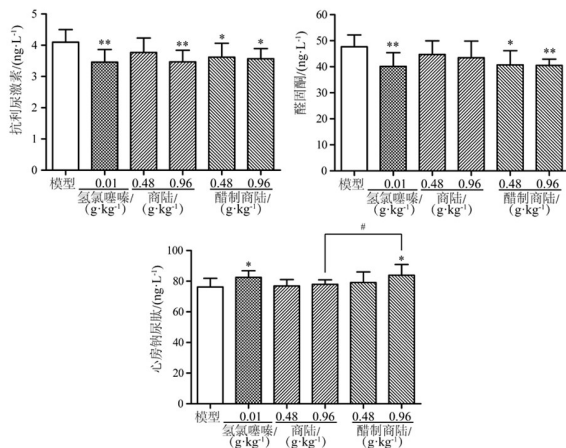 抗利尿激素/(ng·L⁻¹)
5
4
3
2
1
0
** ** * *
模型 0.01 0.48 0.96 0.48 0.96
氢氯噻嗪/ 商陆/ 醋制商陆/
(g·kg⁻¹) (g·kg⁻¹) (g·kg⁻¹)
醛固酮/(ng·L⁻¹)
60
50
40
30
20
10
0
** * **
模型 0.01 0.48 0.96 0.48 0.96
氢氯噻嗪/ 商陆/ 醋制商陆/
(g·kg⁻¹) (g·kg⁻¹) (g·kg⁻¹)
心房钠尿肽/(ng·L⁻¹)
100
80
60
40
20
0
#
* *
模型 0.01 0.48 0.96 0.48 0.96
氢氯噻嗪/ 商陆/ 醋制商陆/
(g·kg⁻¹) (g·kg⁻¹) (g·kg⁻¹)